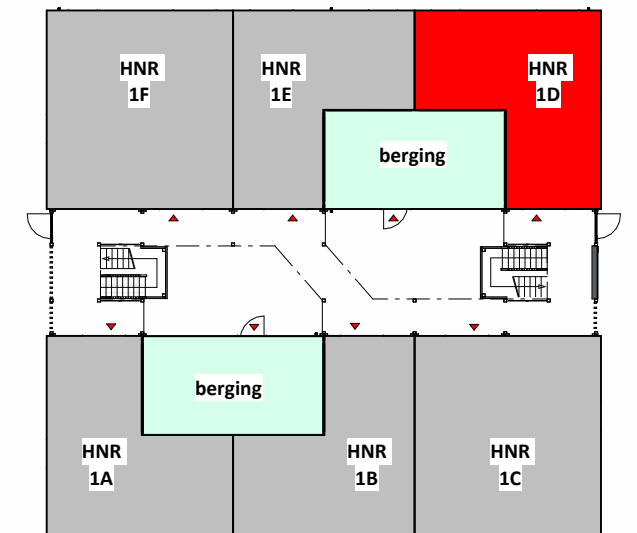 HNR
1F
HNR
1E
HNR
1D
berging
berging
HNR
1A
HNR
1B
HNR
1C